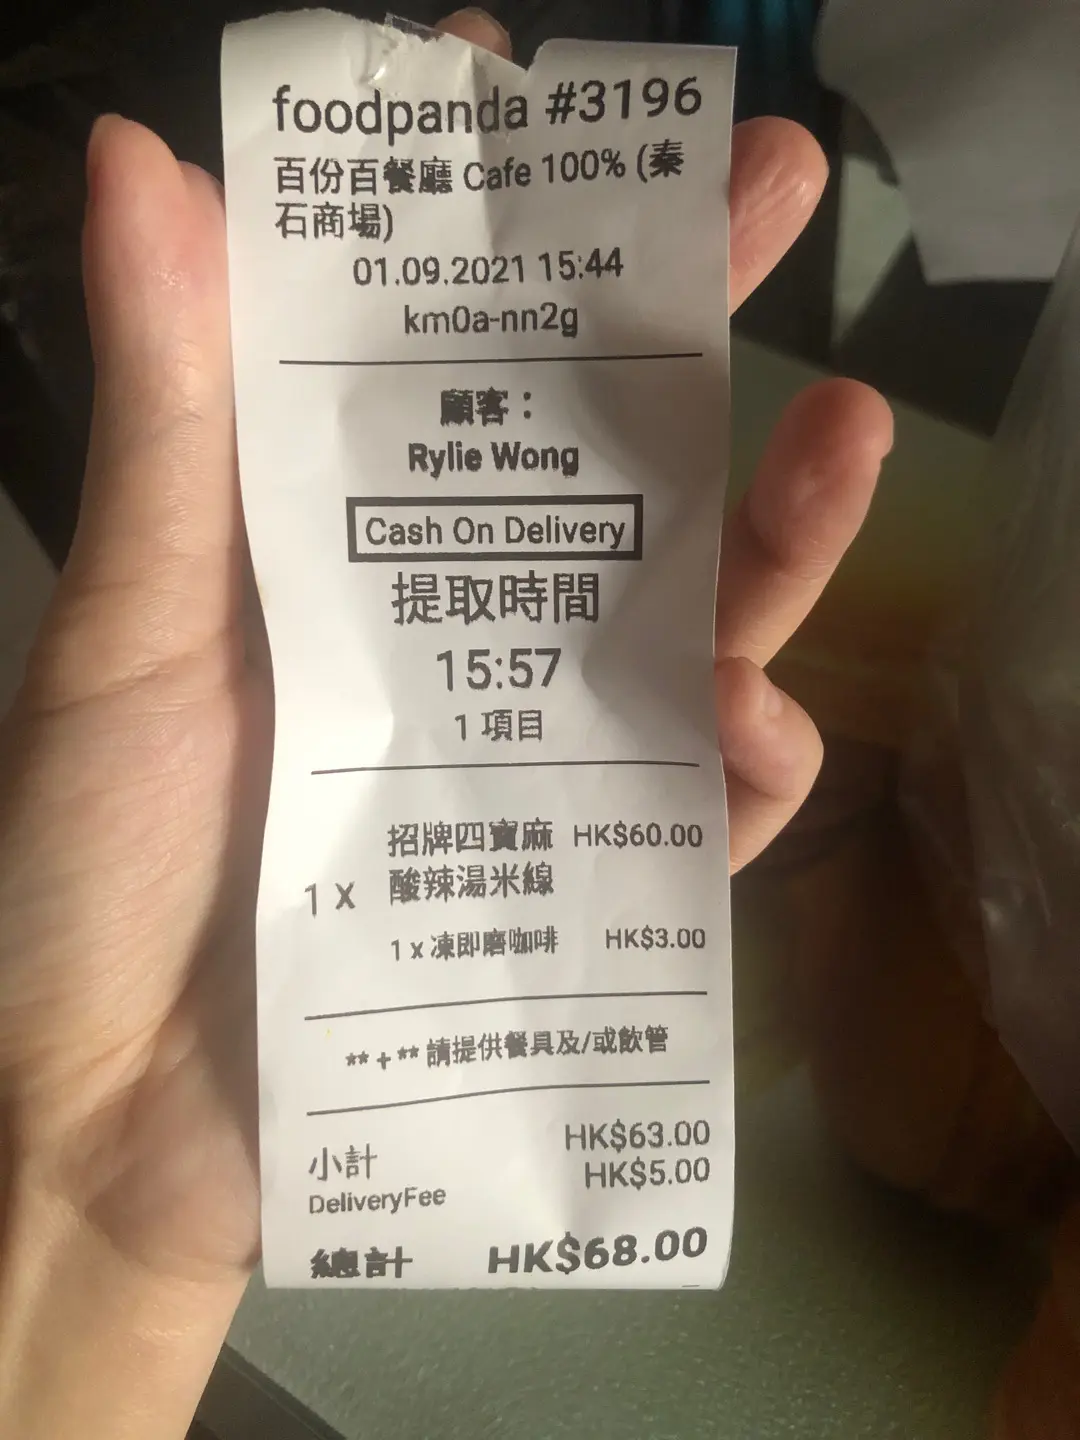 foodpanda #3196
百份百餐廳 Cafe 100% (秦
石商場)
01.09.2021 15:44
km0a-nn2g
顧客：
Rylie Wong
Cash On Delivery
提取時間
15:57
1 項目
招牌四寶麻 HK$60.00
1 X 酸辣湯米線
1 x 凍即磨咖啡 HK$3.00
** + ** 請提供餐具及/或飲管
小計 HK$63.00
DeliveryFee HK$5.00
總計 HK$68.00